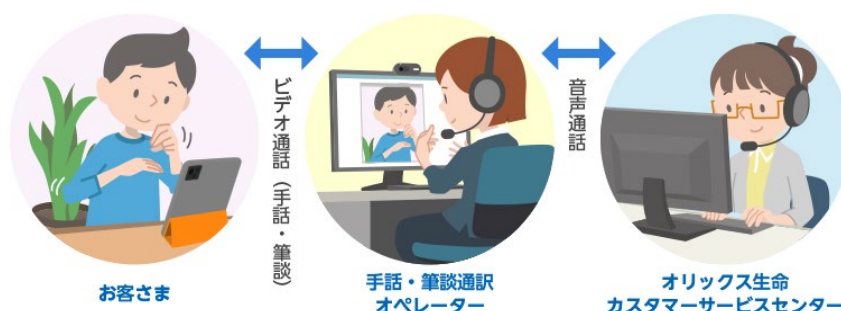 ビデオ通話（手話・筆談）
音声通話
お客さま
手話・筆談通訳
オペレーター
オリックス生命
カスタマーサービスセンター